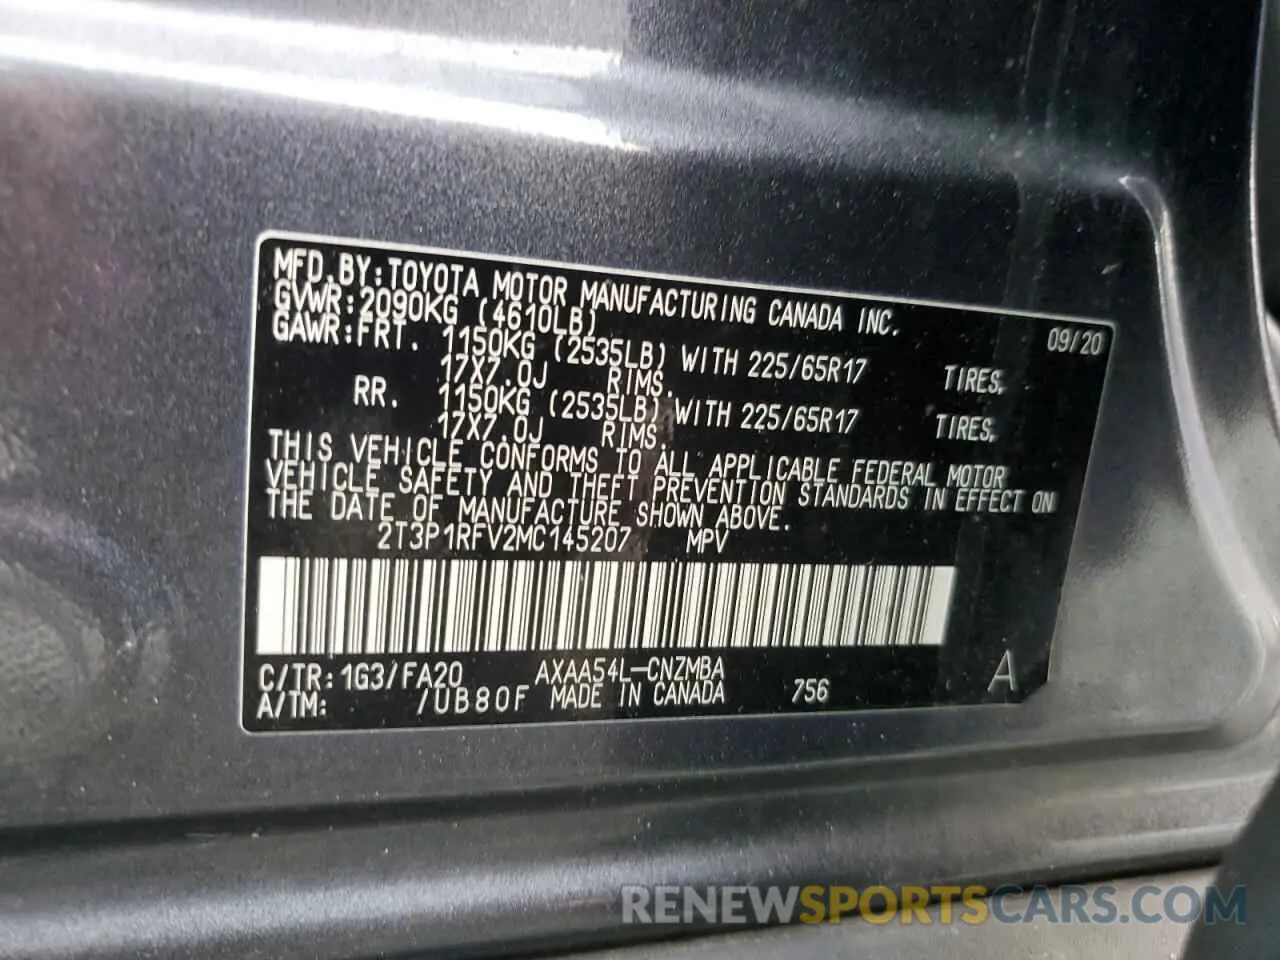 MFD.BY:TOYOTA MOTOR MANUFACTURING CANADA INC.
GVWR:2090KG (4610LB) 09/20
GAWR:FRT. 1150KG (2535LB) WITH 225/65R17 TIRES,
17X7.0J RIMS.
RR. 1150KG (2535LB) WITH 225/65R17 TIRES,
17X7.0J RIMS.
THIS VEHICLE CONFORMS TO ALL APPLICABLE FEDERAL MOTOR
VEHICLE SAFETY AND THEFT PREVENTION STANDARDS IN EFFECT ON
THE DATE OF MANUFACTURE SHOWN ABOVE.
2T3P1RFV2MC145207 MPV
C/TR:1G3/FA20 AXAA54L-CNZMBA
A/TM: /UB80F MADE IN CANADA 756 A
RENEWSPORTSCARS.COM